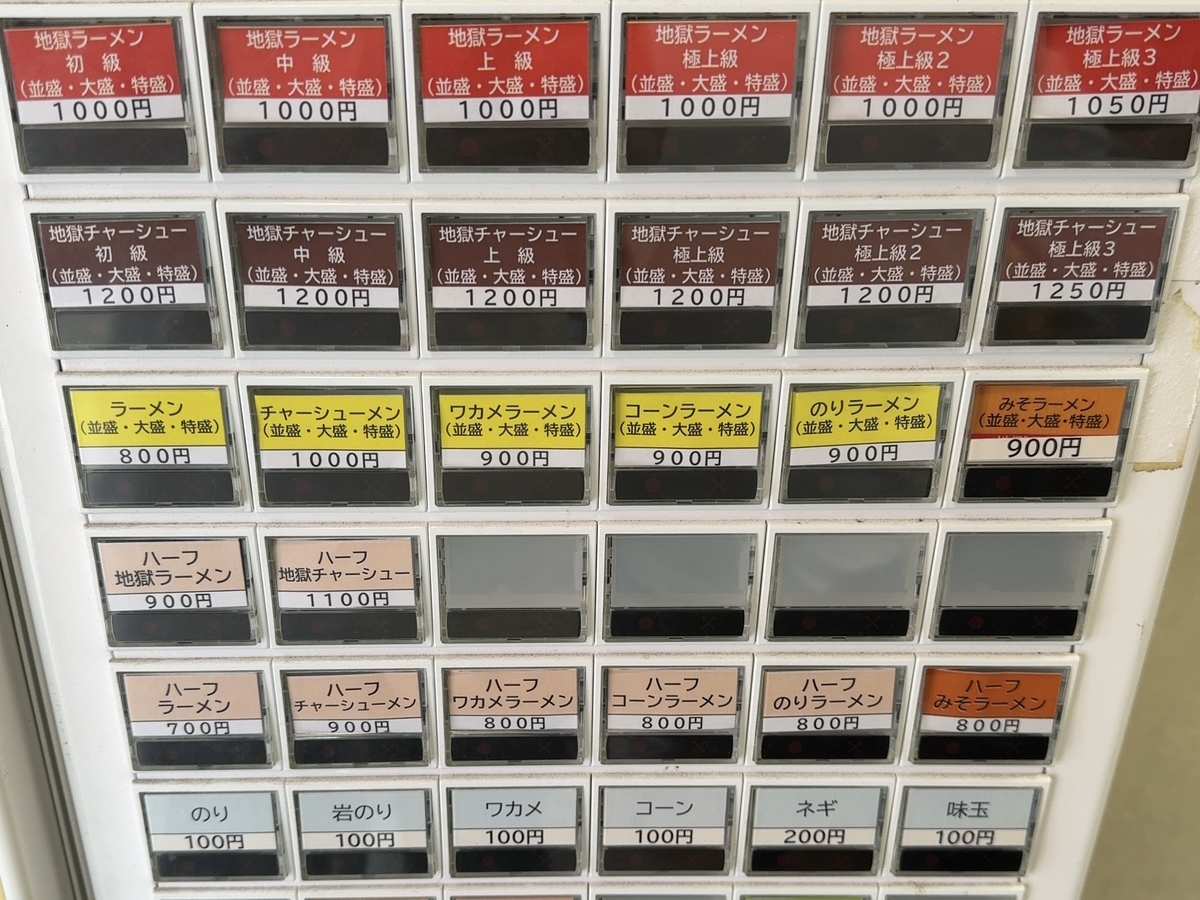 地獄ラーメン
初 級
(並盛・大盛・特盛)
1000円
地獄ラーメン
中 級
(並盛・大盛・特盛)
1000円
地獄ラーメン
上 級
(並盛・大盛・特盛)
1000円
地獄ラーメン
極上級
(並盛・大盛・特盛)
1000円
地獄ラーメン
極上級2
(並盛・大盛・特盛)
1000円
地獄ラーメン
極上級3
(並盛・大盛・特盛)
1050円
地獄チャーシュー
初 級
(並盛・大盛・特盛)
1200円
地獄チャーシュー
中 級
(並盛・大盛・特盛)
1200円
地獄チャーシュー
上 級
(並盛・大盛・特盛)
1200円
地獄チャーシュー
極上級
(並盛・大盛・特盛)
1200円
地獄チャーシュー
極上級2
(並盛・大盛・特盛)
1200円
地獄チャーシュー
極上級3
(並盛・大盛・特盛)
1250円
ラーメン
(並盛・大盛・特盛)
800円
チャーシューメン
(並盛・大盛・特盛)
1000円
ワカメラーメン
(並盛・大盛・特盛)
900円
コーンラーメン
(並盛・大盛・特盛)
900円
のりラーメン
(並盛・大盛・特盛)
900円
みそラーメン
(並盛・大盛・特盛)
900円
ハーフ
地獄ラーメン
900円
ハーフ
地獄チャーシュー
1100円
ハーフ
ラーメン
700円
ハーフ
チャーシューメン
900円
ハーフ
ワカメラーメン
800円
ハーフ
コーンラーメン
800円
ハーフ
のりラーメン
800円
ハーフ
みそラーメン
800円
のり
100円
岩のり
100円
ワカメ
100円
コーン
100円
ネギ
200円
味玉
100円